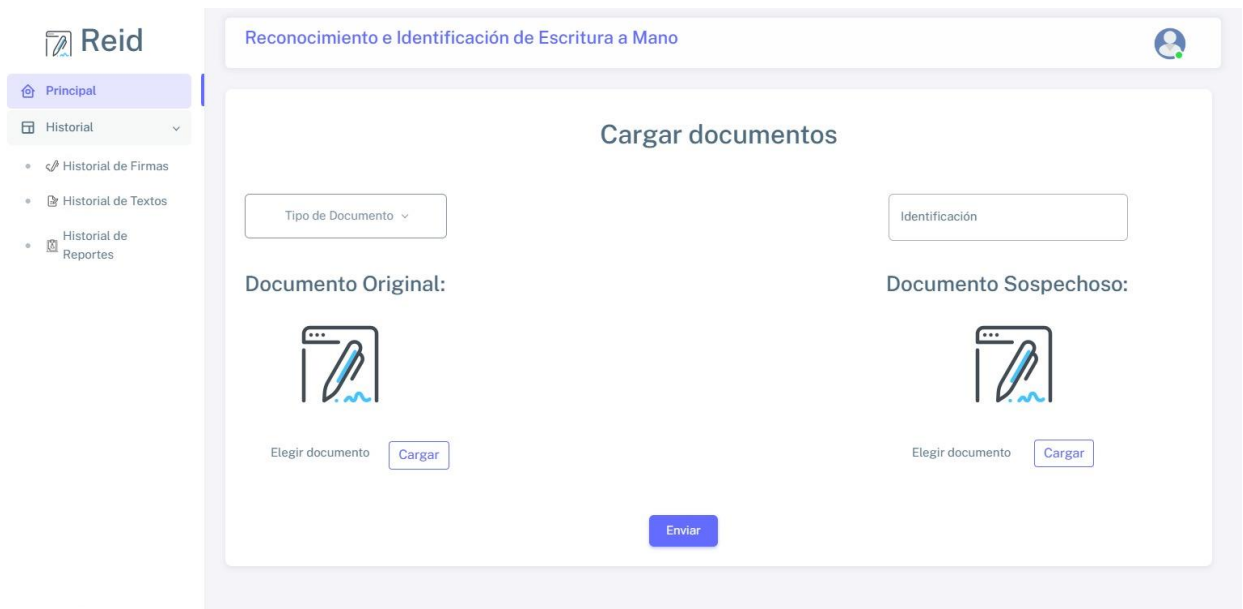 Reid
Principal
Historial
Historial de Firmas
Historial de Textos
Historial de
Reportes
Reconocimiento e Identificación de Escritura a Mano
Cargar documentos
Tipo de Documento
Identificación
Documento Original:
Documento Sospechoso:
Elegir documento Cargar
Elegir documento Cargar
Enviar